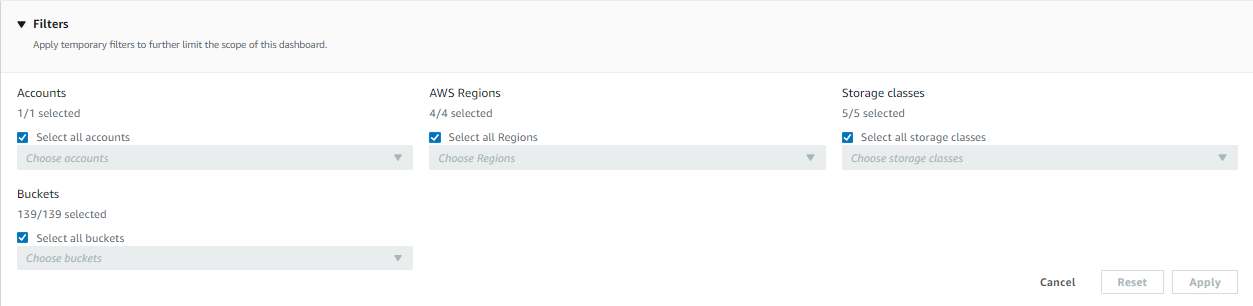 Filters
Apply temporary filters to further limit the scope of this dashboard.
Accounts
1/1 selected
Select all accounts
Choose accounts
AWS Regions
4/4 selected
Select all Regions
Choose Regions
Storage classes
5/5 selected
Select all storage classes
Choose storage classes
Buckets
139/139 selected
Select all buckets
Choose buckets
Cancel
Reset
Apply